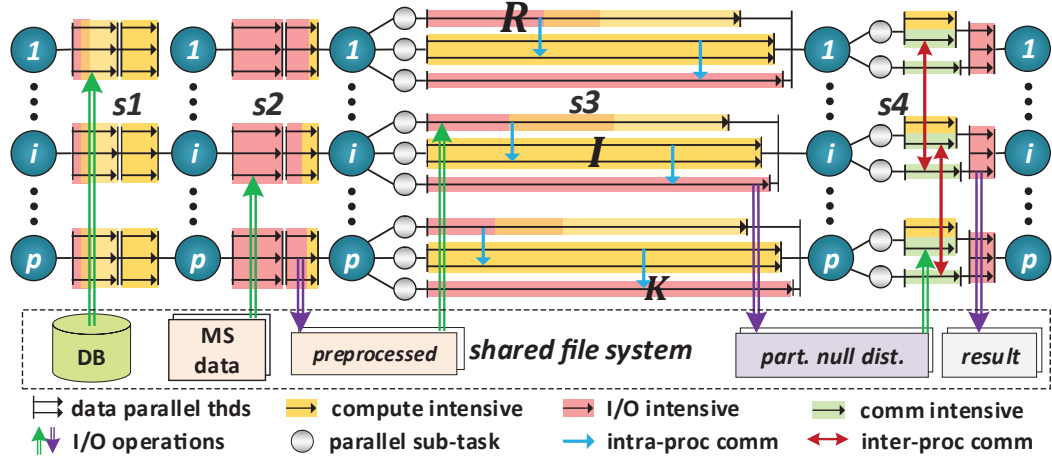 R
1 1 1 1 1
s1 s2 s3 s4
i i i I i i
p p p p p
K
DB
MS
data
preprocessed
shared file system
part. null dist.
result
data parallel thds
compute intensive
I/O intensive
comm intensive
I/O operations
parallel sub-task
intra-proc comm
inter-proc comm